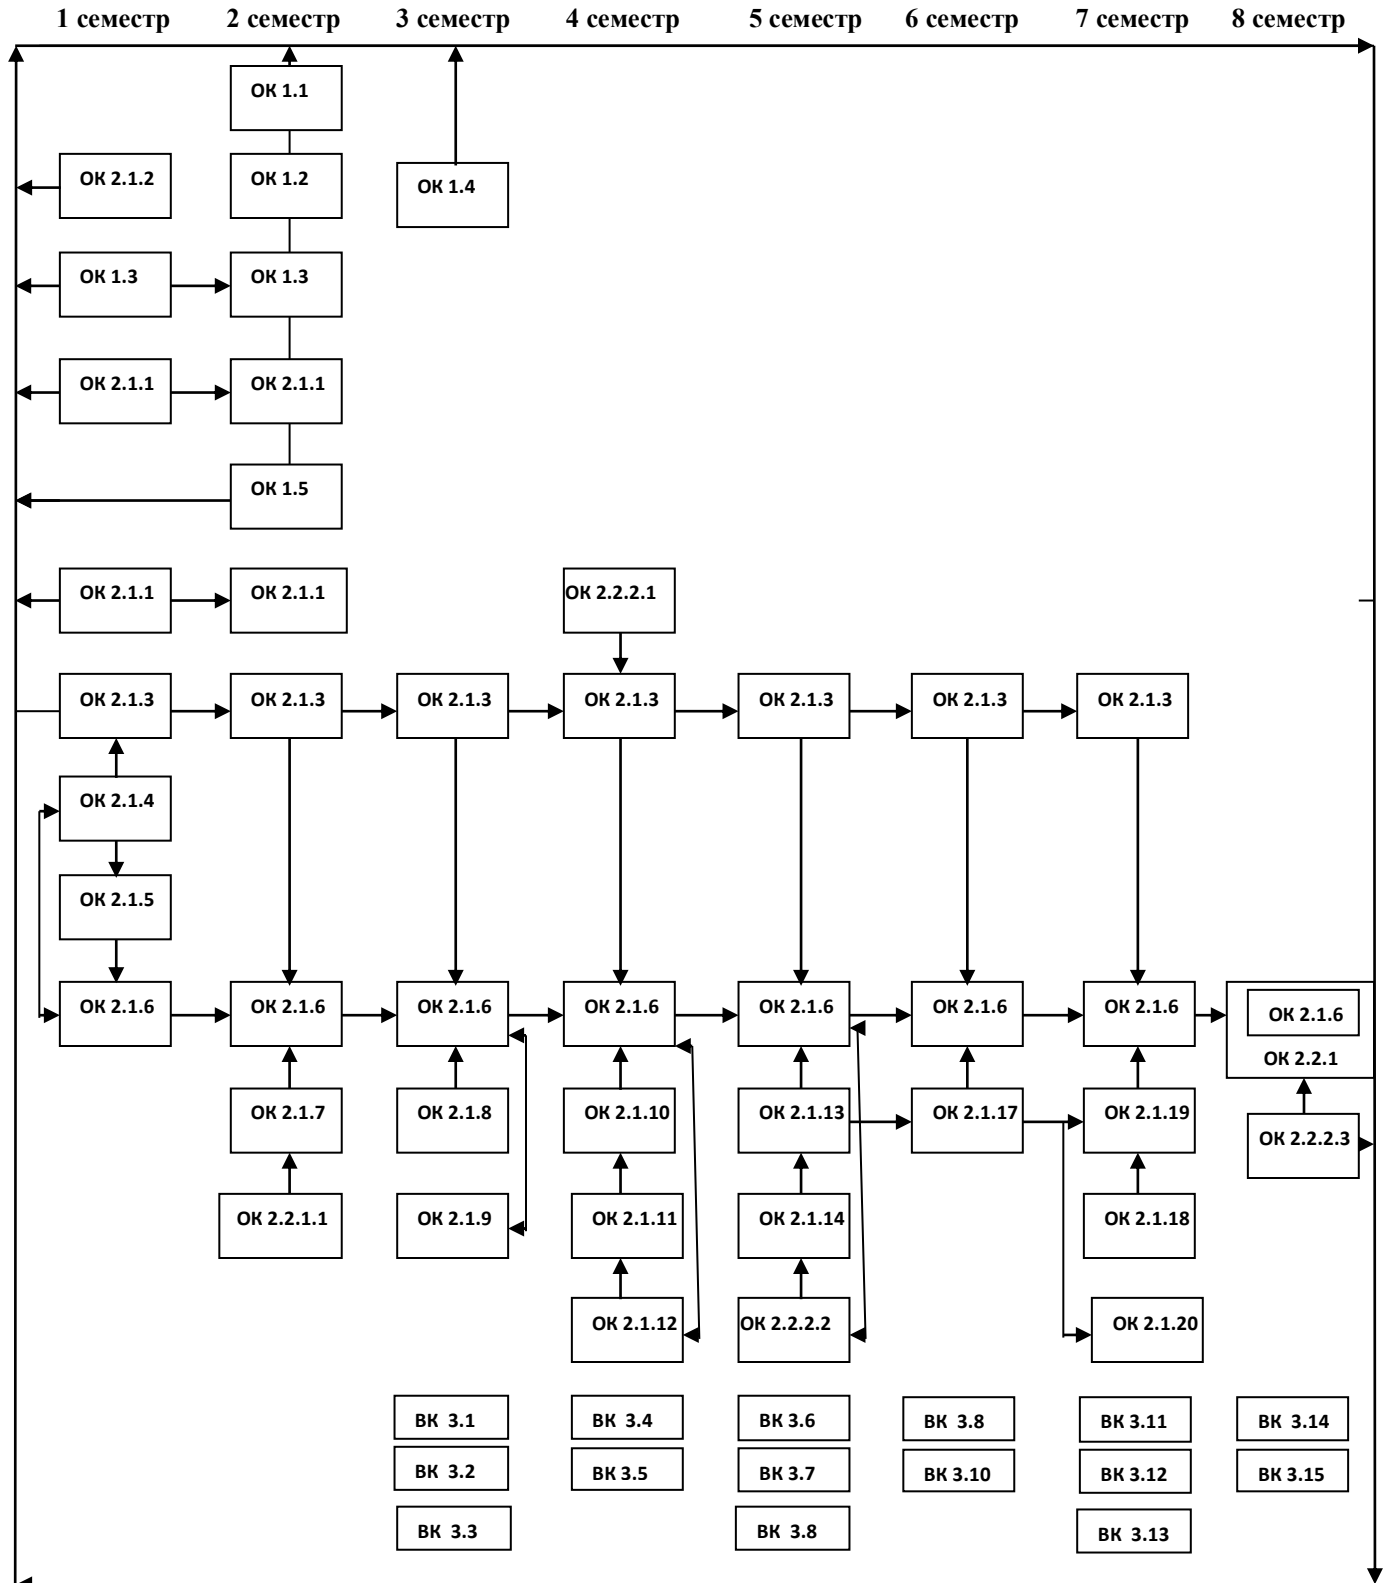 1 семестр 2 семестр 3 семестр 4 семестр 5 семестр 6 семестр 7 семестр 8 семестр
ОК 1.1
ОК 2.1.2 ОК 1.2 ОК 1.4
ОК 1.3 ОК 1.3
ОК 2.1.1 ОК 2.1.1
ОК 1.5
ОК 2.1.1 ОК 2.1.1 ОК 2.2.2.1
ОК 2.1.3 ОК 2.1.3 ОК 2.1.3 ОК 2.1.3 ОК 2.1.3 ОК 2.1.3 ОК 2.1.3
ОК 2.1.4
ОК 2.1.5
ОК 2.1.6 ОК 2.1.6 ОК 2.1.6 ОК 2.1.6 ОК 2.1.6 ОК 2.1.6 ОК 2.1.6 ОК 2.1.6
ОК 2.2.1
ОК 2.1.7 ОК 2.1.8 ОК 2.1.10 ОК 2.1.13 ОК 2.1.17 ОК 2.1.19 ОК 2.2.2.3
ОК 2.2.1.1 ОК 2.1.9 ОК 2.1.11 ОК 2.1.14 ОК 2.1.18
ОК 2.1.12 ОК 2.2.2.2 ОК 2.1.20
ВК 3.1 ВК 3.4 ВК 3.6 ВК 3.8 ВК 3.11 ВК 3.14
ВК 3.2 ВК 3.5 ВК 3.7 ВК 3.10 ВК 3.12 ВК 3.15
ВК 3.3 ВК 3.8 ВК 3.13